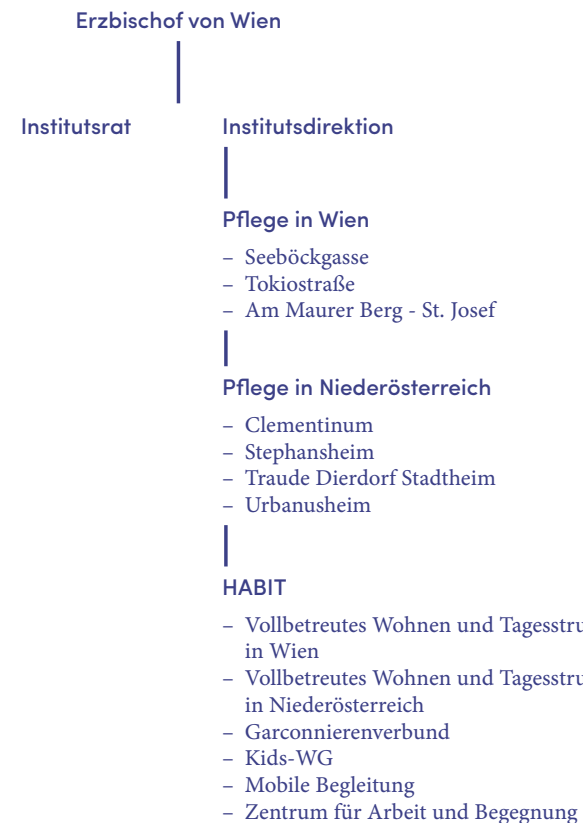 Erzbischof von Wien
Institutsrat
Institutsdirektion
Pflege in Wien
– Seeböckgasse
– Tokiostraße
– Am Maurer Berg - St. Josef
Pflege in Niederösterreich
– Clementinum
– Stephansheim
– Traude Dierdorf Stadtheim
– Urbanusheim
HABIT
– Vollbetreutes Wohnen und
in Wien
– Vollbetreutes Wohnen und
in Niederösterreich
– Garconnierenverbund
– Kids-WG
– Mobile Begleitung
– Zentrum für Arbeit und Begegnung